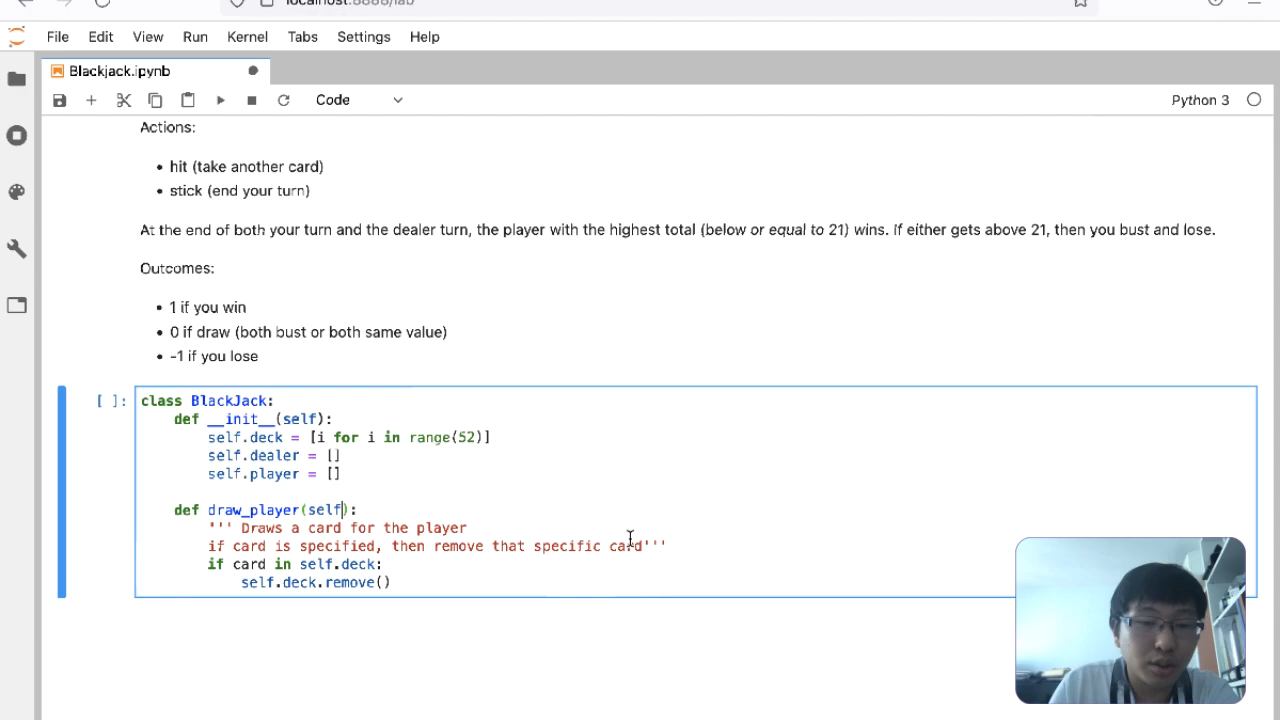 localhost:8888/lab
File Edit View Run Kernel Tabs Settings Help
Blackjack.ipynb
Code
Python 3
Actions:
• hit (take another card)
• stick (end your turn)
At the end of both your turn and the dealer turn, the player with the highest total (below or equal to 21) wins. If either gets above 21, then you bust and lose.
Outcomes:
• 1 if you win
• 0 if draw (both bust or both same value)
• -1 if you lose
[ ]:
class BlackJack:
    def __init__(self):
        self.deck = [i for i in range(52)]
        self.dealer = []
        self.player = []
    def draw_player(self):
        ''' Draws a card for the player
        if card is specified, then remove that specific card'''
        if card in self.deck:
            self.deck.remove()